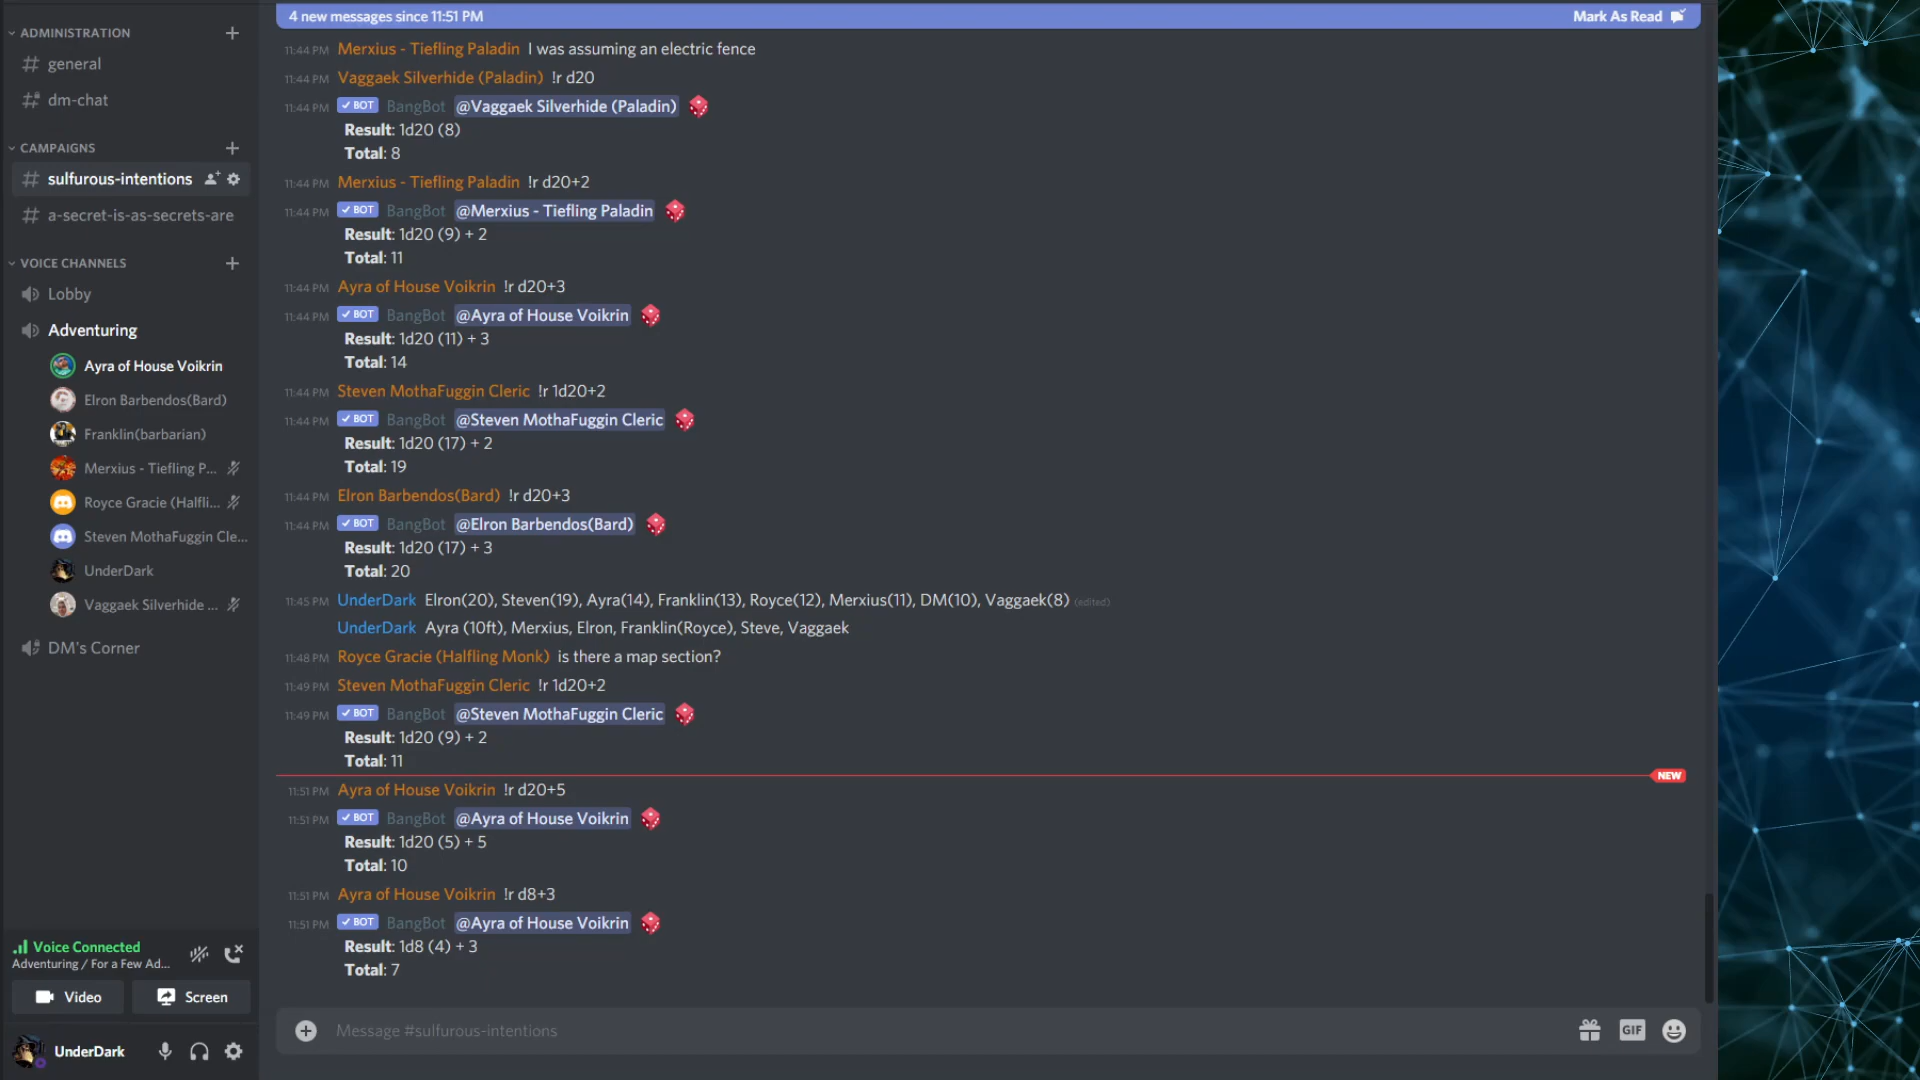 ADMINISTRATION
general
dm-chat
CAMPAIGNS
sulfurous-intentions
a-secret-is-as-secrets-are
VOICE CHANNELS
Lobby
Adventuring
Ayra of House Voikrin
Elron Barbendos(Bard)
Franklin(barbarian)
Merxius - Tiefling P...
Royce Gracie (Halfli...
Steven MothaFuggin Cle...
UnderDark
Vaggaek Silverhide ...
DM's Corner
Voice Connected
Adventuring / For a Few Ad...
Video Screen
UnderDark
4 new messages since 11:51 PM Mark As Read
11:44 PM Merxius - Tiefling Paladin I was assuming an electric fence
11:44 PM Vaggaek Silverhide (Paladin) !r d20
11:44 PM BOT BangBot @Vaggaek Silverhide (Paladin)
Result: 1d20 (8)
Total: 8
11:44 PM Merxius - Tiefling Paladin !r d20+2
11:44 PM BOT BangBot @Merxius - Tiefling Paladin
Result: 1d20 (9) + 2
Total: 11
11:44 PM Ayra of House Voikrin !r d20+3
11:44 PM BOT BangBot @Ayra of House Voikrin
Result: 1d20 (11) + 3
Total: 14
11:44 PM Steven MothaFuggin Cleric !r 1d20+2
11:44 PM BOT BangBot @Steven MothaFuggin Cleric
Result: 1d20 (17) + 2
Total: 19
11:44 PM Elron Barbendos(Bard) !r d20+3
11:44 PM BOT BangBot @Elron Barbendos(Bard)
Result: 1d20 (17) + 3
Total: 20
11:45 PM UnderDark Elron(20), Steven(19), Ayra(14), Franklin(13), Royce(12), Merxius(11), DM(10), Vaggaek(8) (edited)
UnderDark Ayra (10ft), Merxius, Elron, Franklin(Royce), Steve, Vaggaek
11:48 PM Royce Gracie (Halfling Monk) is there a map section?
11:49 PM Steven MothaFuggin Cleric !r 1d20+2
11:49 PM BOT BangBot @Steven MothaFuggin Cleric
Result: 1d20 (9) + 2
Total: 11
NEW
11:51 PM Ayra of House Voikrin !r d20+5
11:51 PM BOT BangBot @Ayra of House Voikrin
Result: 1d20 (5) + 5
Total: 10
11:51 PM Ayra of House Voikrin !r d8+3
11:51 PM BOT BangBot @Ayra of House Voikrin
Result: 1d8 (4) + 3
Total: 7
Message #sulfurous-intentions
GIF